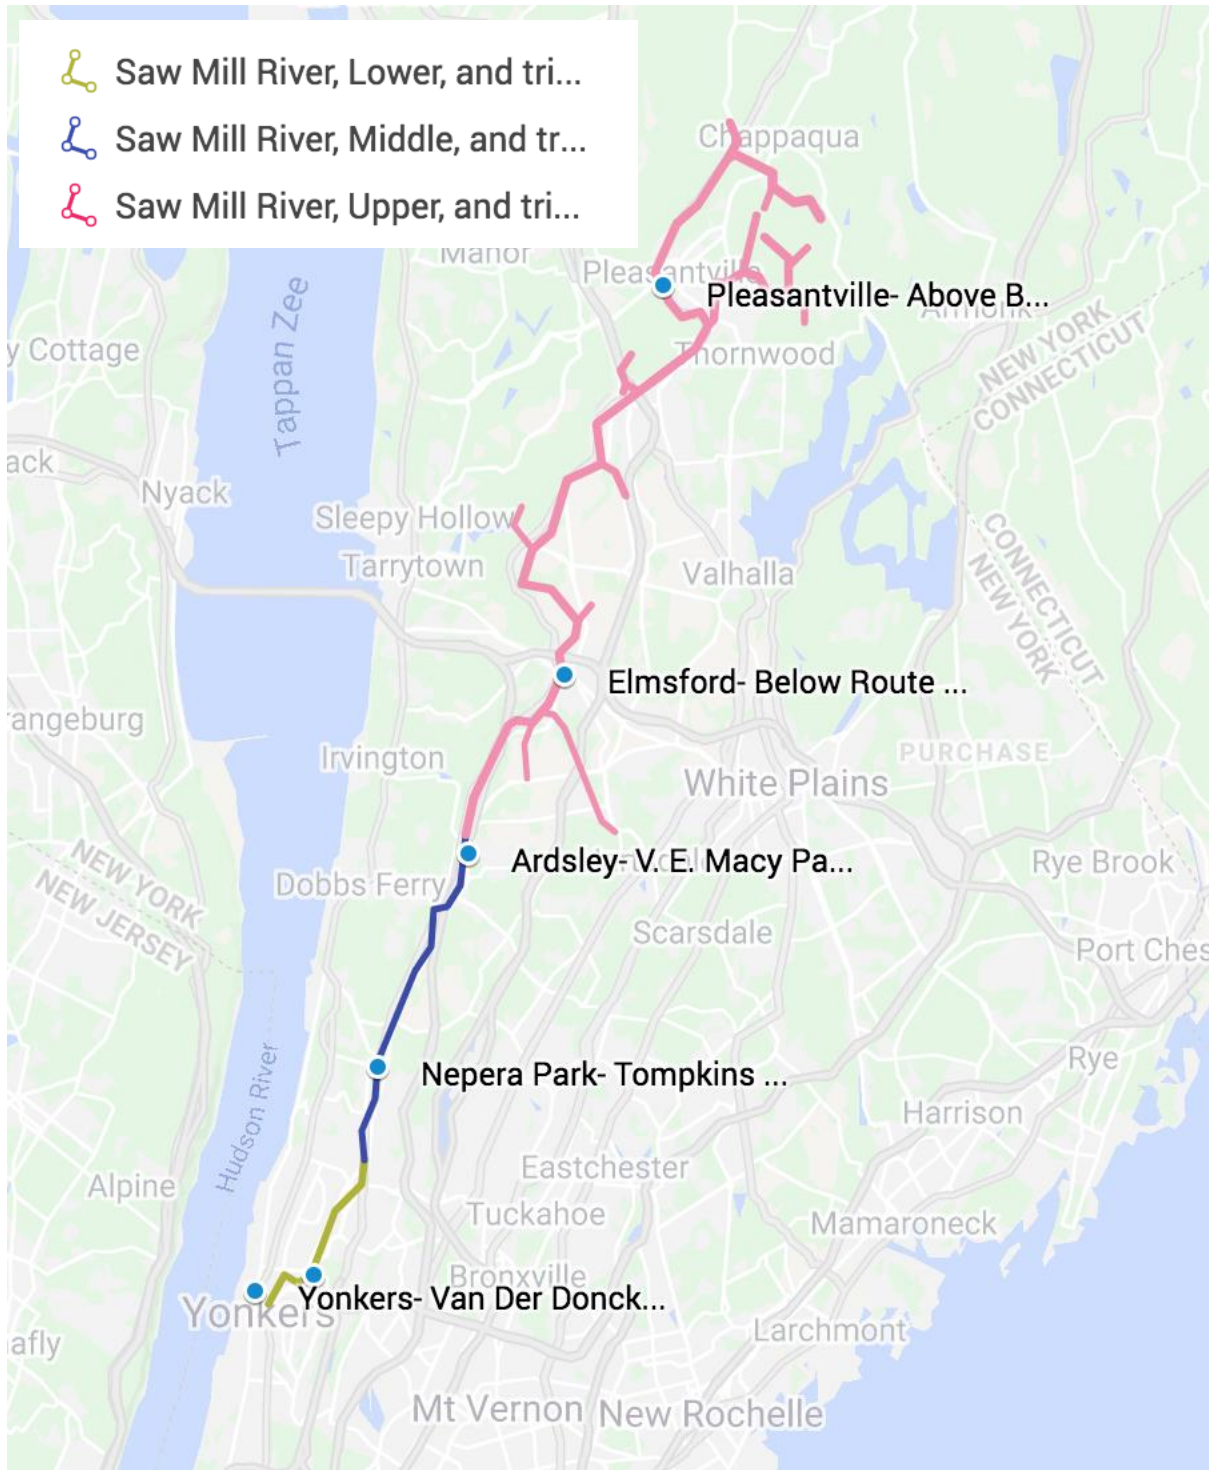 Saw Mill River, Lower, and tri...
Saw Mill River, Middle, and tr...
Saw Mill River, Upper, and tri...
Chappaqua
Manor
Pleasantville
Pleasantville- Above B...
Armonk
Tappan Zee
y Cottage
Thornwood
NEW YORK
CONNECTICUT
ack
Nyack
Sleepy Hollow
Tarrytown
Valhalla
CONNECTICUT
NEW YORK
Elmsford- Below Route ...
rangeburg
Irvington
PURCHASE
White Plains
NEW YORK
NEW JERSEY
Dobbs Ferry
Ardsley- V. E. Macy Pa...
Rye Brook
Scarsdale
Port Ches
Hudson River
Nepera Park- Tompkins ...
Rye
Harrison
Alpine
Eastchester
Tuckahoe
Mamaroneck
Bronxville
Yonkers
Yonkers- Van Der Donck...
afly
Larchmont
Mt Vernon
New Rochelle